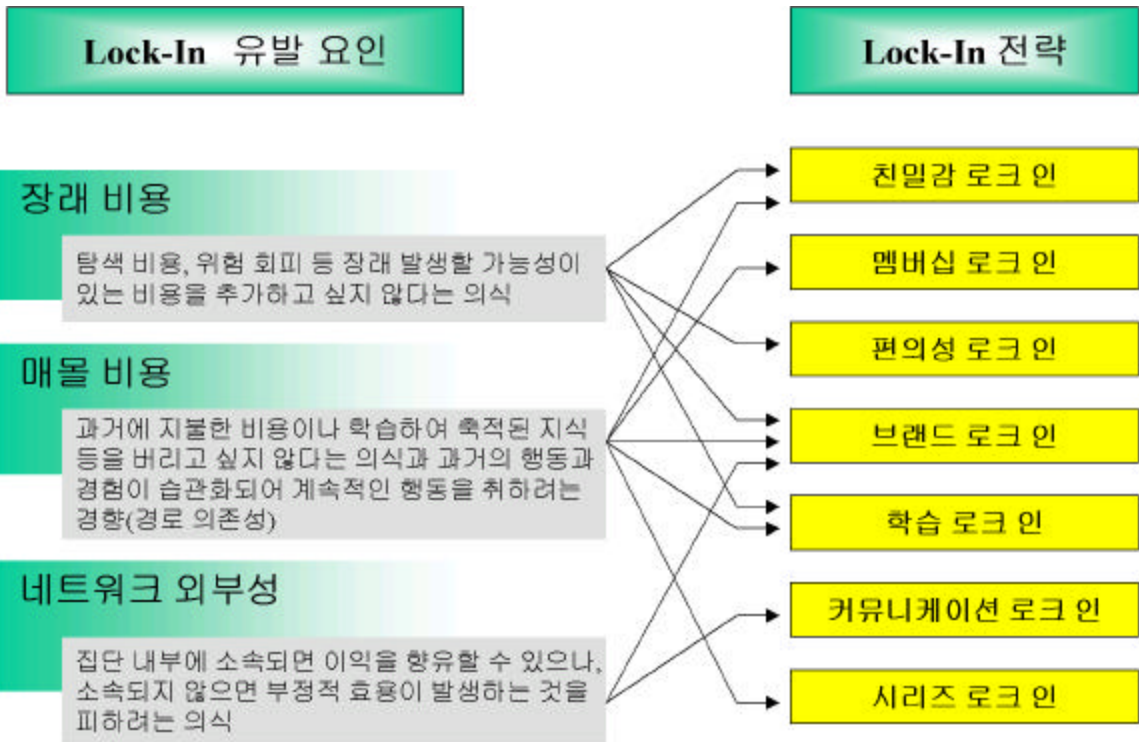 Lock-In 유발 요인
Lock-In 전략
장래 비용
탐색 비용, 위험 회피 등 장래 발생할 가능성이
있는 비용을 추가하고 싶지 않다는 의식
매몰 비용
과거에 지불한 비용이나 학습하여 축적된 지식
등을 버리고 싶지 않다는 의식과 과거의 행동과
경험이 습관화되어 계속적인 행동을 취하려는
경향(경로 의존성)
네트워크 외부성
집단 내부에 소속되면 이익을 향유할 수 있으나,
소속되지 않으면 부정적 효용이 발생하는 것을
피하려는 의식
친밀감 로크 인
멤버십 로크 인
편의성 로크 인
브랜드 로크 인
학습 로크 인
커뮤니케이션 로크 인
시리즈 로크 인